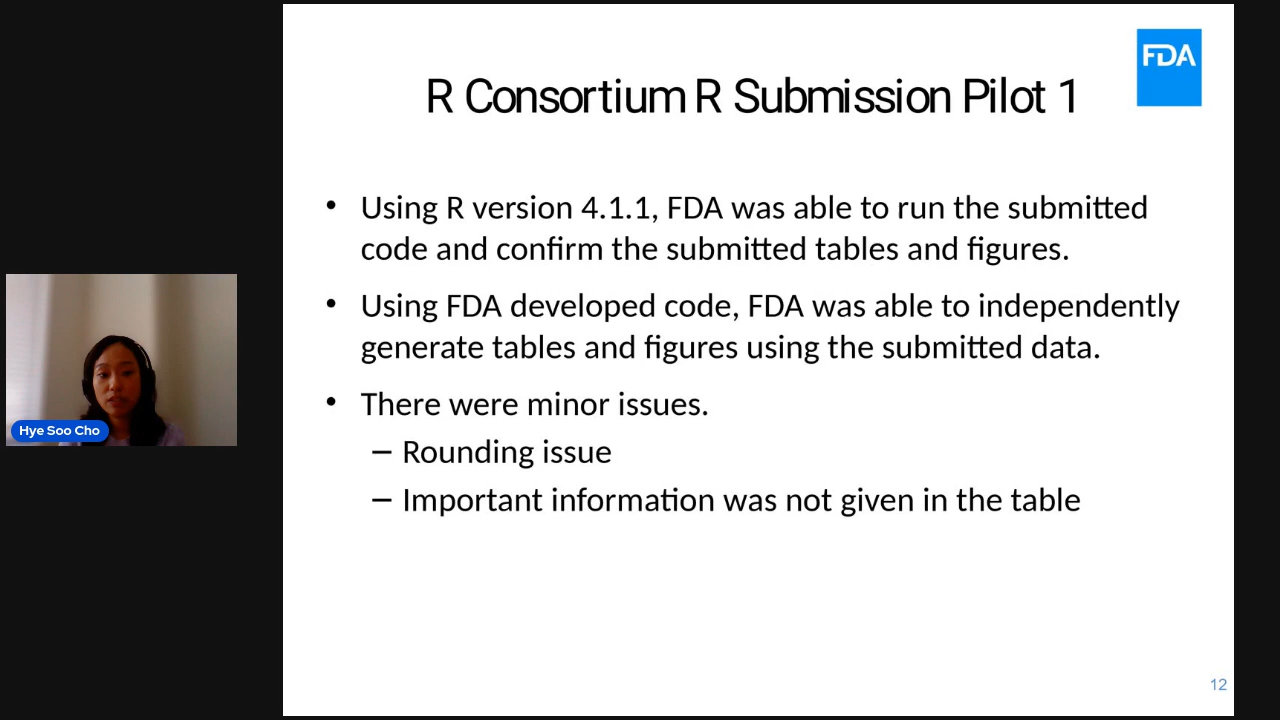 FDA
R Consortium R Submission Pilot 1
• Using R version 4.1.1, FDA was able to run the submitted
code and confirm the submitted tables and figures.
• Using FDA developed code, FDA was able to independently
generate tables and figures using the submitted data.
• There were minor issues.
– Rounding issue
– Important information was not given in the table
Hye Soo Cho
12